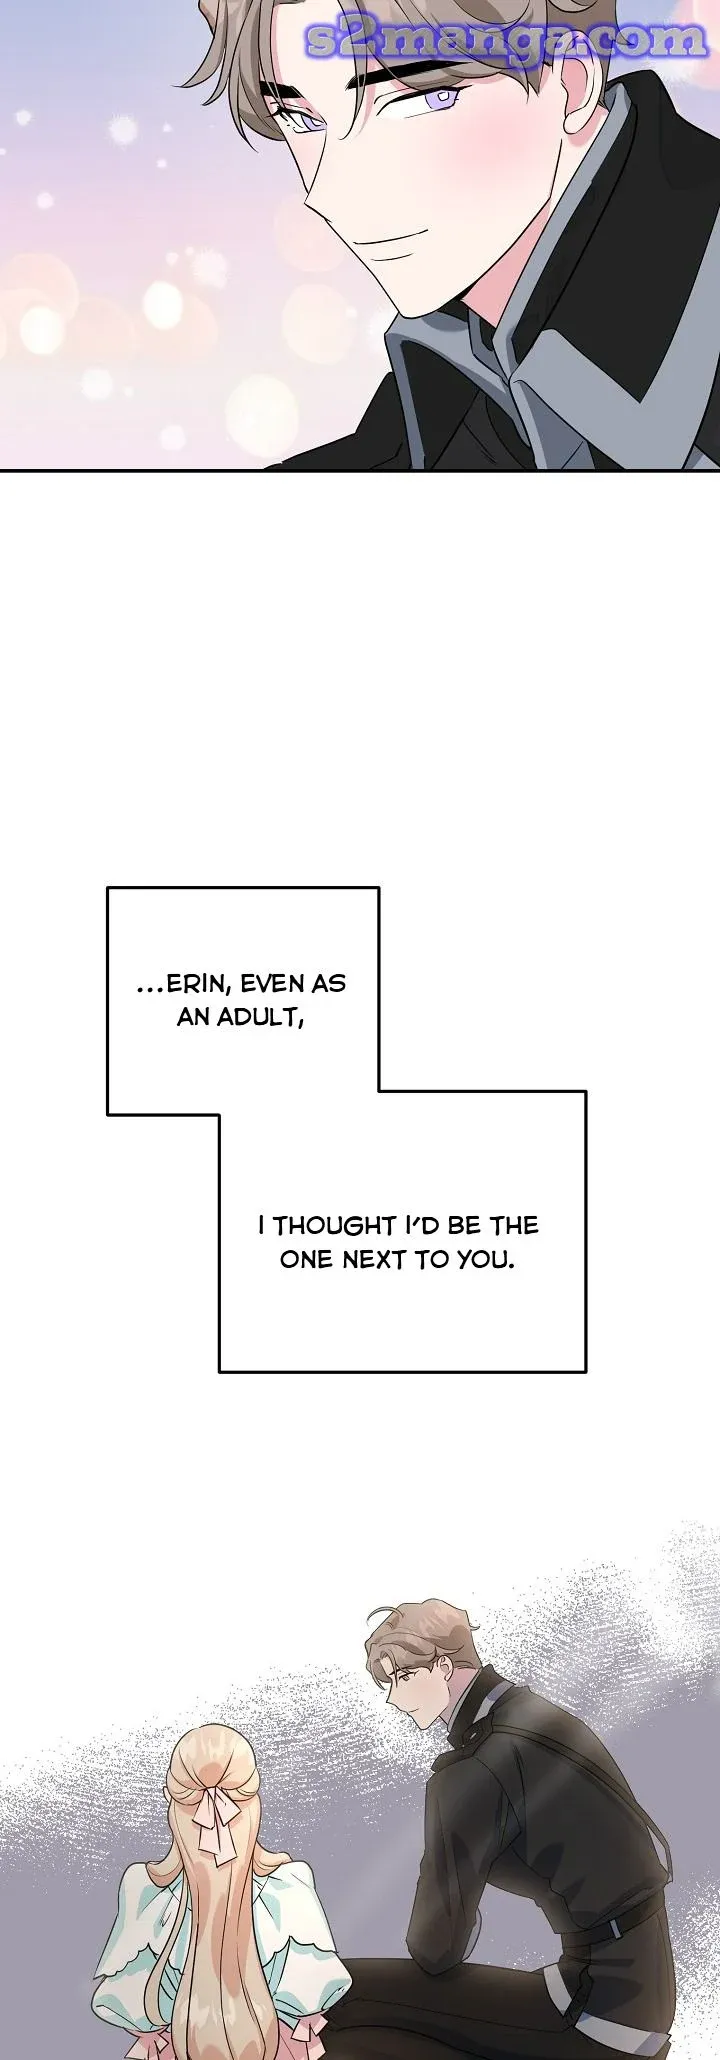 s2manga.com
...ERIN, EVEN AS
AN ADULT,
I THOUGHT I'D BE THE
ONE NEXT TO YOU.